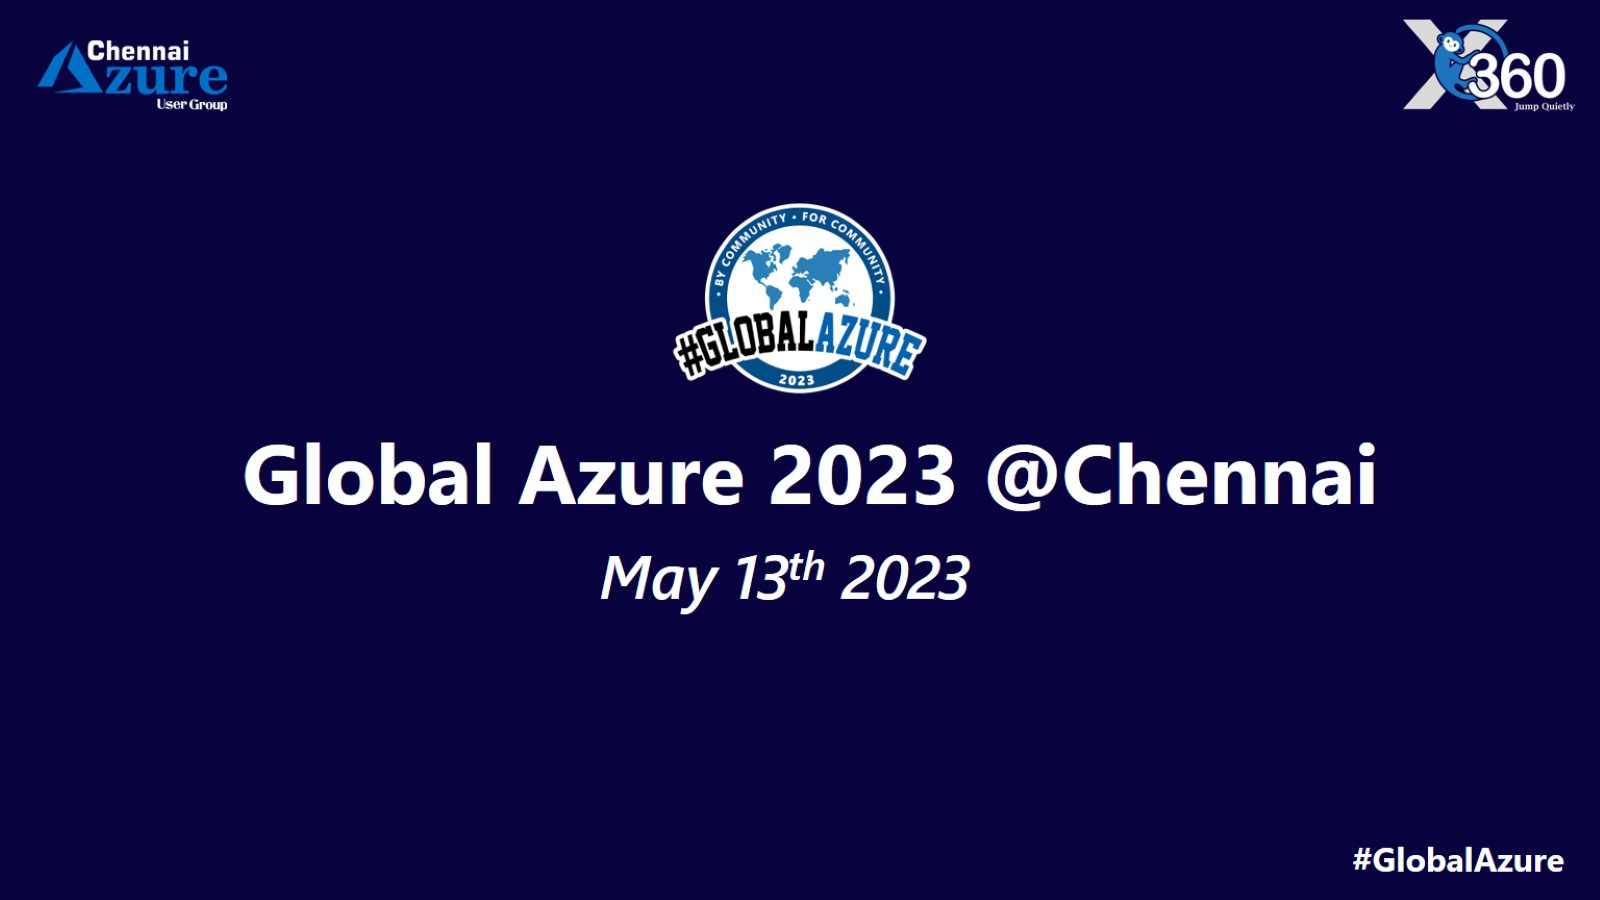 Chennai
Azure
User Group
X360
Jump Quietly
• BY COMMUNITY • FOR COMMUNITY •
#GLOBALAZURE
2023
Global Azure 2023 @Chennai
May 13th 2023
#GlobalAzure